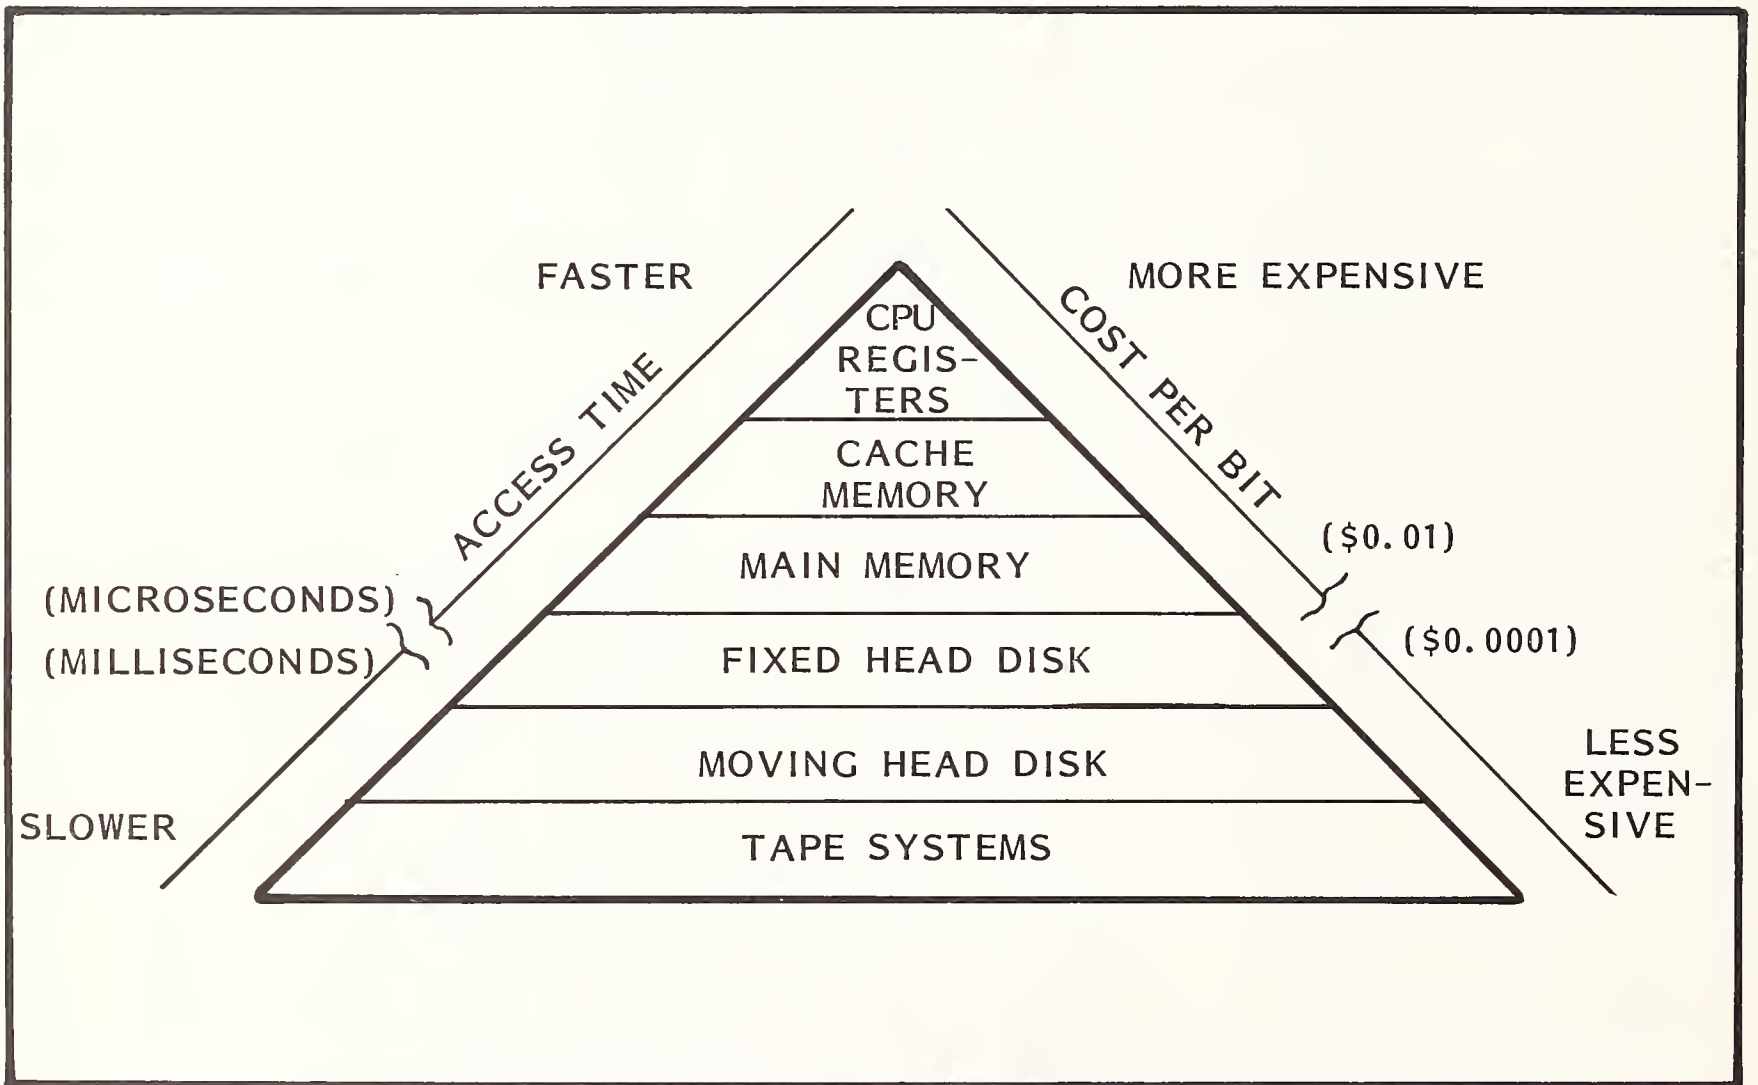 FASTER
MORE EXPENSIVE
CPU
REGIS-
TERS
ACCESS TIME
COST PER BIT
CACHE
MEMORY
($0.01)
MAIN MEMORY
(MICROSECONDS)
($0.0001)
(MILLISECONDS)
FIXED HEAD DISK
LESS
EXPEN-
SIVE
MOVING HEAD DISK
SLOWER
TAPE SYSTEMS